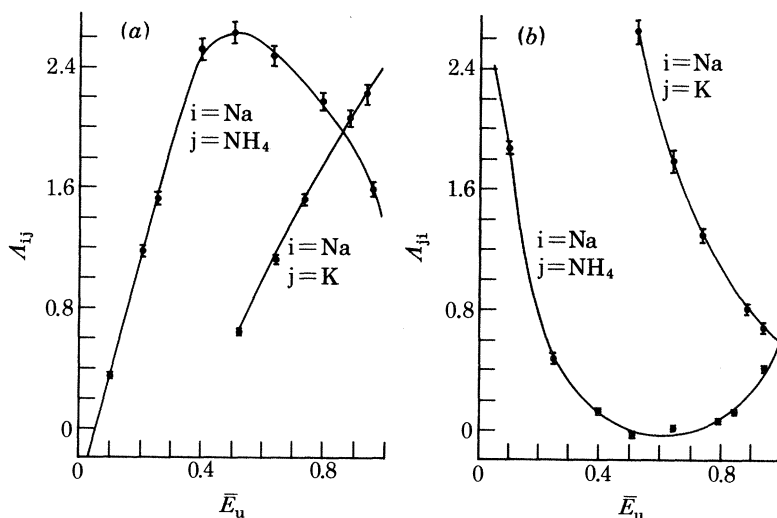 (a)
2.4
1.6
0.8
0
Λij
i=Na
j=NH4
i=Na
j=K
0 0.4 0.8
Ēu
(b)
2.4
1.6
0.8
0
Λji
i=Na
j=K
i=Na
j=NH4
0 0.4 0.8
Ēu